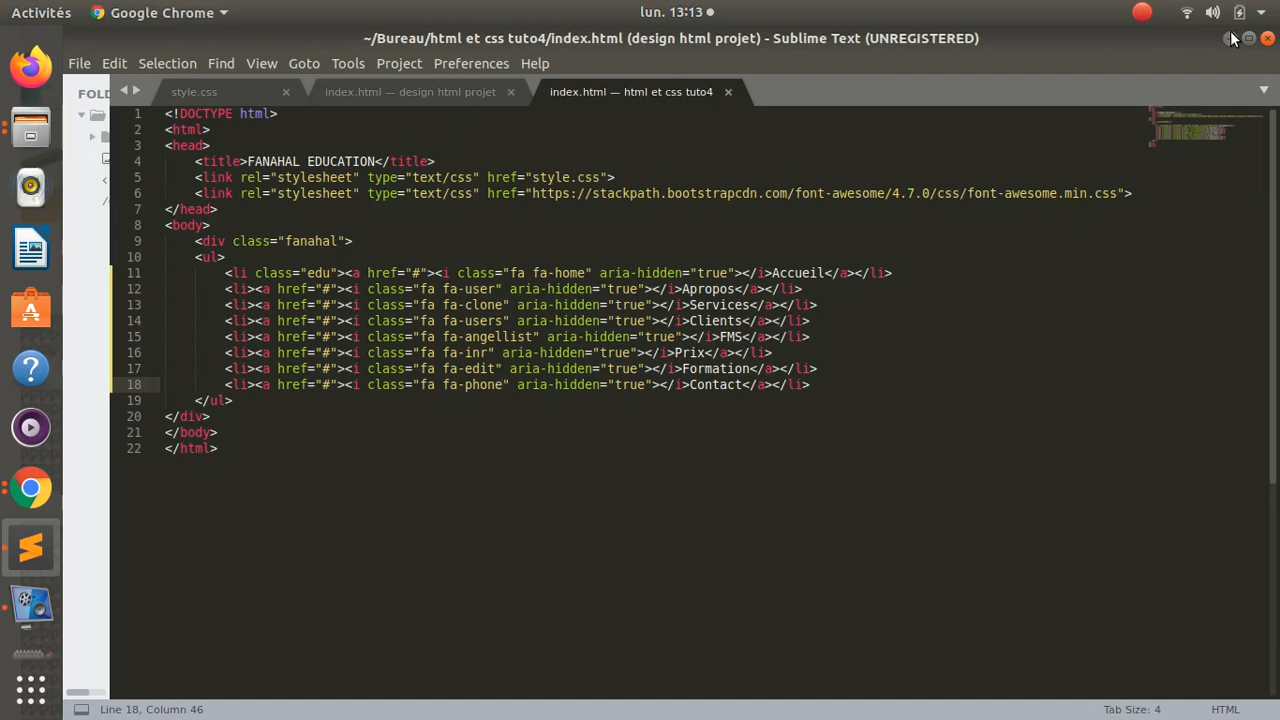 Activités
Google Chrome
lun. 13:13
~/Bureau/html et css tuto4/index.html (design html projet) - Sublime Text (UNREGISTERED)
File Edit Selection Find View Goto Tools Project Preferences Help
FOLD
style.css
index.html — design html projet
index.html — html et css tuto4
1 <!DOCTYPE html>
2 <html>
3 <head>
4 <title>FANAHAL EDUCATION</title>
5 <link rel="stylesheet" type="text/css" href="style.css">
6 <link rel="stylesheet" type="text/css" href="https://stackpath.bootstrapcdn.com/font-awesome/4.7.0/css/font-awesome.min.css">
7 </head>
8 <body>
9 <div class="fanahal">
10 <ul>
11 <li class="edu"><a href="#"><i class="fa fa-home" aria-hidden="true"></i>Accueil</a></li>
12 <li><a href="#"><i class="fa fa-user" aria-hidden="true"></i>Apropos</a></li>
13 <li><a href="#"><i class="fa fa-clone" aria-hidden="true"></i>Services</a></li>
14 <li><a href="#"><i class="fa fa-users" aria-hidden="true"></i>Clients</a></li>
15 <li><a href="#"><i class="fa fa-angellist" aria-hidden="true"></i>FMS</a></li>
16 <li><a href="#"><i class="fa fa-inr" aria-hidden="true"></i>Prix</a></li>
17 <li><a href="#"><i class="fa fa-edit" aria-hidden="true"></i>Formation</a></li>
18 <li><a href="#"><i class="fa fa-phone" aria-hidden="true"></i>Contact</a></li>
19 </ul>
20 </div>
21 </body>
22 </html>
Line 18, Column 46
Tab Size: 4
HTML